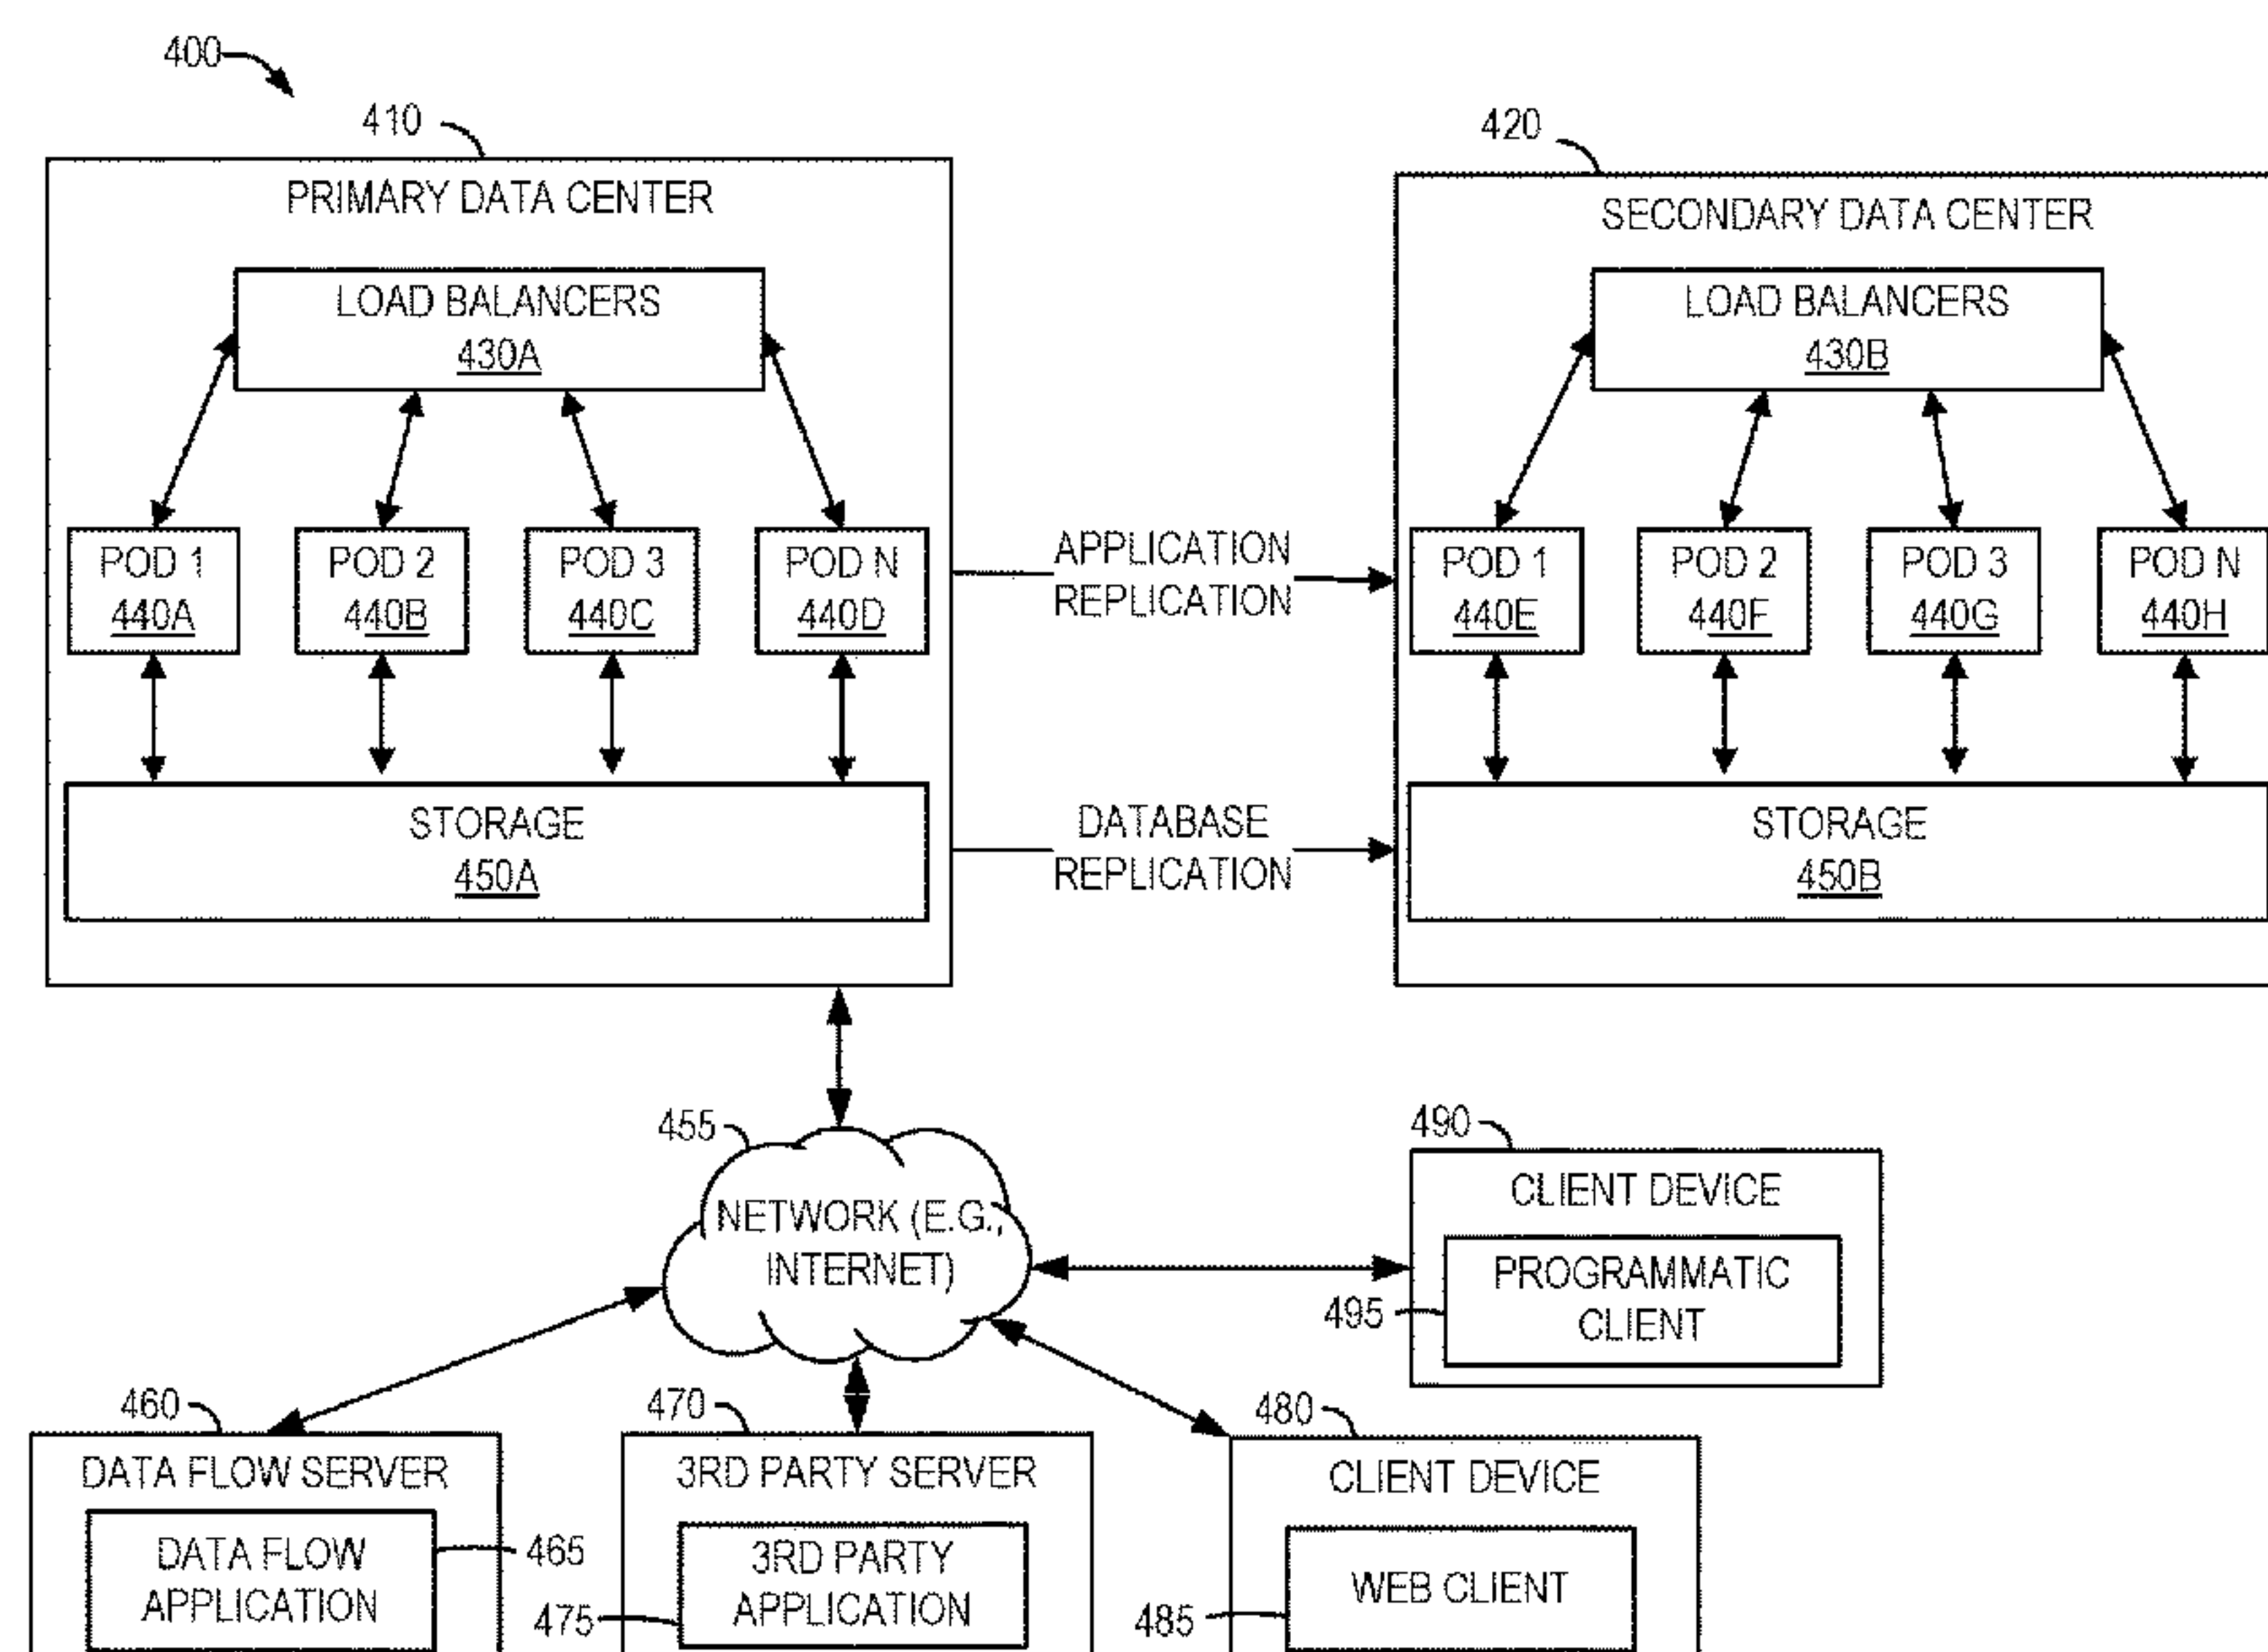 400
410
PRIMARY DATA CENTER
LOAD BALANCERS
430A
POD 1
440A
POD 2
440B
POD 3
440C
POD N
440D
STORAGE
450A
APPLICATION
REPLICATION
DATABASE
REPLICATION
420
SECONDARY DATA CENTER
LOAD BALANCERS
430B
POD 1
440E
POD 2
440F
POD 3
440G
POD N
440H
STORAGE
450B
455
NETWORK (E.G.,
INTERNET)
490
CLIENT DEVICE
PROGRAMMATIC
CLIENT
495
460
DATA FLOW SERVER
DATA FLOW
APPLICATION
465
470
3RD PARTY SERVER
3RD PARTY
APPLICATION
475
480
CLIENT DEVICE
WEB CLIENT
485